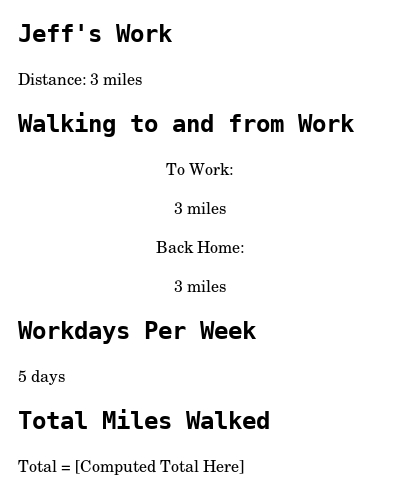 Jeff's Work
Distance: 3 miles
Walking to and from Work
To Work:
3 miles
Back Home:
3 miles
Workdays Per Week
5 days
Total Miles Walked
Total = [Computed Total Here]